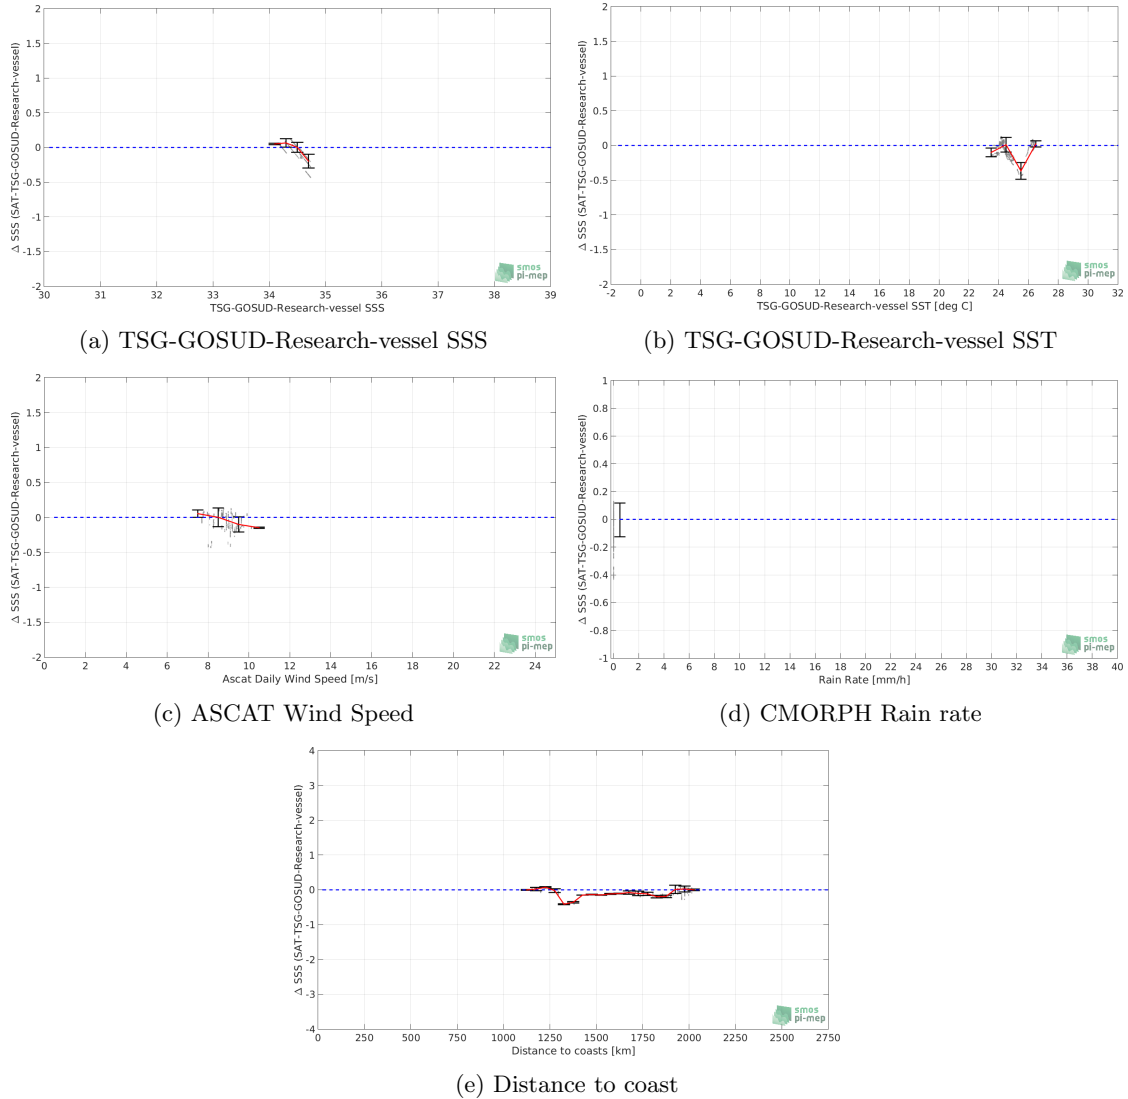 2
1.5
1
0.5
0
-0.5
-1
-1.5
-2
Δ SSS (SAT-TSG-GOSUD-Research-vessel)
30 31 32 33 34 35 36 37 38 39
TSG-GOSUD-Research-vessel SSS
smos
pi-mep
(a) TSG-GOSUD-Research-vessel SSS
2
1.5
1
0.5
0
-0.5
-1
-1.5
-2
Δ SSS (SAT-TSG-GOSUD-Research-vessel)
-2 0 2 4 6 8 10 12 14 16 18 20 22 24 26 28 30 32
TSG-GOSUD-Research-vessel SST [deg C]
smos
pi-mep
(b) TSG-GOSUD-Research-vessel SST
2
1.5
1
0.5
0
-0.5
-1
-1.5
-2
Δ SSS (SAT-TSG-GOSUD-Research-vessel)
0 2 4 6 8 10 12 14 16 18 20 22 24
Ascat Daily Wind Speed [m/s]
smos
pi-mep
(c) ASCAT Wind Speed
1
0.8
0.6
0.4
0.2
0
-0.2
-0.4
-0.6
-0.8
-1
Δ SSS (SAT-TSG-GOSUD-Research-vessel)
0 2 4 6 8 10 12 14 16 18 20 22 24 26 28 30 32 34 36 38 40
Rain Rate [mm/h]
smos
pi-mep
(d) CMORPH Rain rate
4
3
2
1
0
-1
-2
-3
-4
Δ SSS (SAT-TSG-GOSUD-Research-vessel)
0 250 500 750 1000 1250 1500 1750 2000 2250 2500 2750
Distance to coasts [km]
smos
pi-mep
(e) Distance to coast